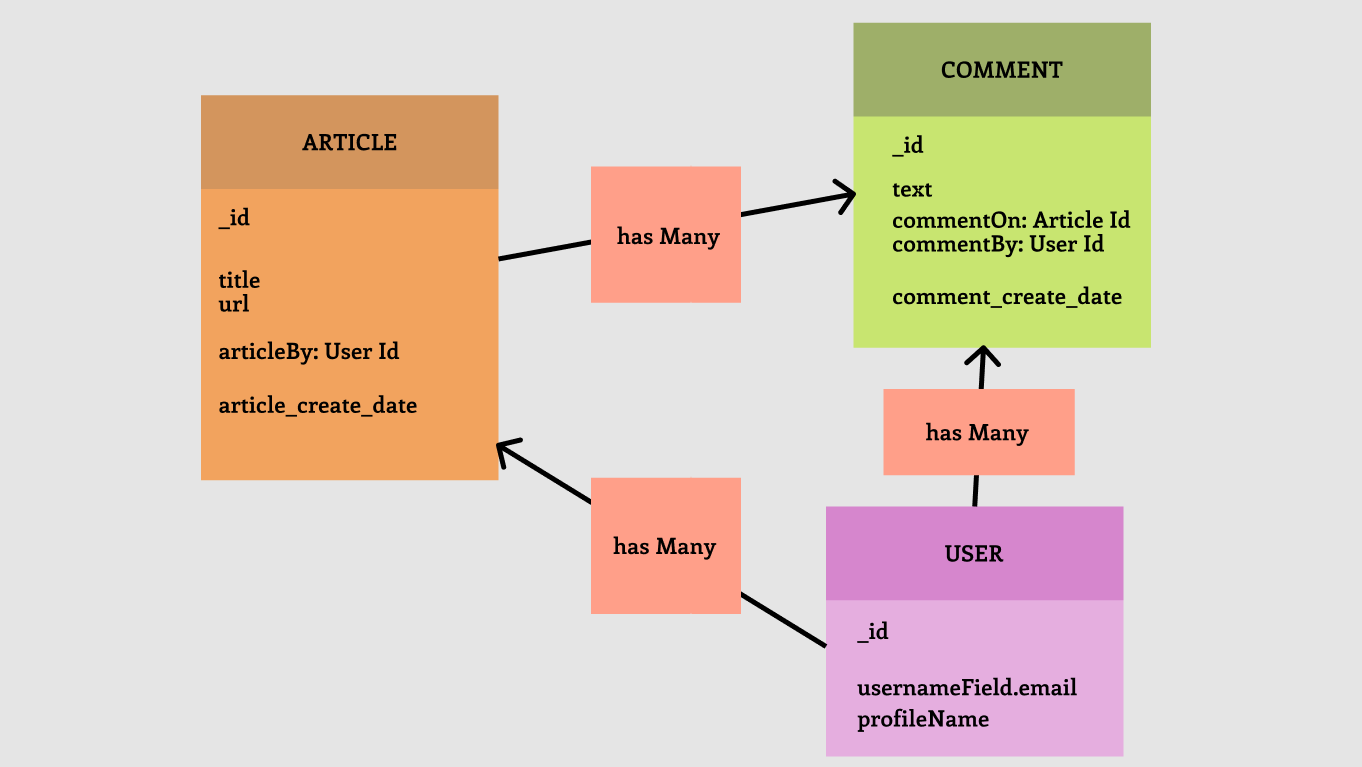 ARTICLE
_id
title
url
articleBy: User Id
article_create_date
has Many
COMMENT
_id
text
commentOn: Article Id
commentBy: User Id
comment_create_date
has Many
has Many
USER
_id
usernameField.email
profileName